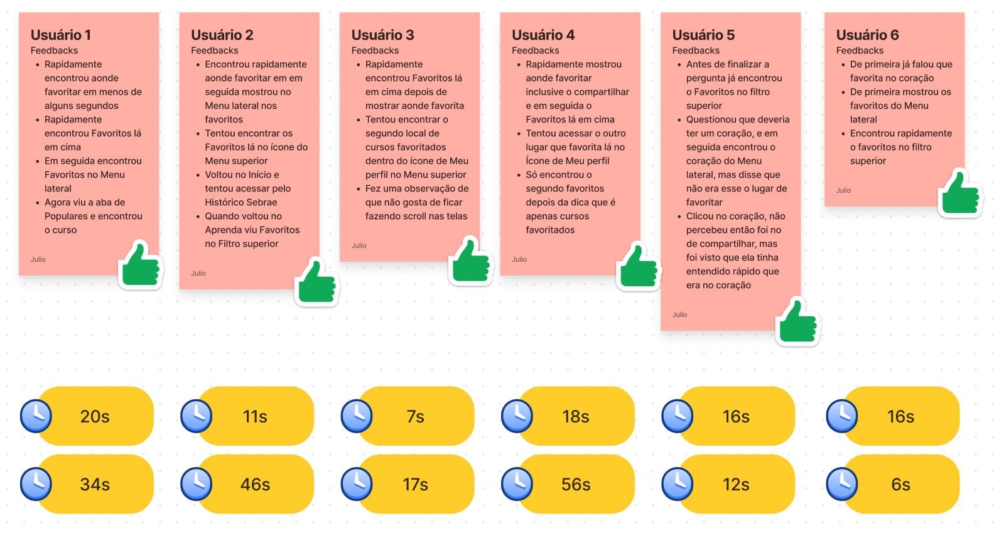 Usuário 1
Feedbacks
• Rapidamente
encontrou aonde
favoritar em menos de
alguns segundos
• Rapidamente
encontrou Favoritos lá
em cima
• Em seguida encontrou
Favoritos no Menu
lateral
• Agora viu a aba de
Populares e encontrou
o curso
Julio
Usuário 2
Feedbacks
• Encontrou rapidamente
aonde favoritar em em
seguida mostrou no
Menu lateral nos
favoritos
• Tentou encontrar os
Favoritos lá no ícone do
Menu superior
• Voltou no Início e
tentou acessar pelo
Histórico Sebrae
• Quando voltou no
Aprenda viu Favoritos
no Filtro superior
Julio
Usuário 3
Feedbacks
• Rapidamente
encontrou Favoritos lá
em cima depois de
mostrar aonde favorita
• Tentou encontrar o
segundo local de
cursos favoritados
dentro do ícone de Meu
perfil no Menu superior
• Fez uma observação de
que não gosta de ficar
fazendo scroll nas telas
Julio
Usuário 4
Feedbacks
• Rapidamente mostrou
aonde favoritar
inclusive o compartilhar
e em seguida o
Favoritos lá em cima
• Tentou acessar o outro
lugar que favorita lá no
Ícone de Meu perfil
• Só encontrou o
segundo favoritos
depois da dica que é
apenas cursos
favoritados
Julio
Usuário 5
Feedbacks
• Antes de finalizar a
pergunta já encontrou
o Favoritos no filtro
superior
• Questionou que deveria
ter um coração, e em
seguida encontrou o
coração do Menu
lateral, mas disse que
não era esse o lugar de
favoritar
• Clicou no coração, não
percebeu então foi no
de compartilhar, mas
foi visto que ela tinha
entendido rápido que
era no coração
Julio
Usuário 6
Feedbacks
• De primeira já falou que
favorita no coração
• De primeira mostrou os
favoritos do Menu
lateral
• Encontrou rapidamente
o favoritos no filtro
superior
Julio
20s
11s
7s
18s
16s
16s
34s
46s
17s
56s
12s
6s